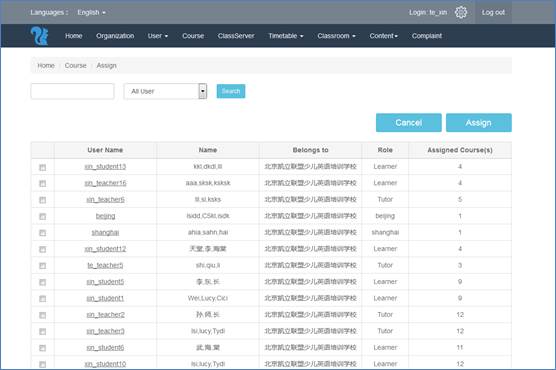 Languages : English Login: te_xin Log out
Home Organization User Course ClassServer Timetable Classroom Content Complaint
Home Course Assign
All User Search
Cancel Assign
User Name Name Belongs to Role Assigned Course(s)
xin_student13 kkl,dkdl,lll 北京凯立联盟少儿英语培训学校 Learner 4
xin_teacher16 aaa,sksk,ksksk 北京凯立联盟少儿英语培训学校 Learner 4
xin_teacher6 ll,sl,ksks 北京凯立联盟少儿英语培训学校 Tutor 5
beijing isidd,CSkl,isdk 北京凯立联盟少儿英语培训学校 beijing 1
shanghai ahia,sahn,hai 北京凯立联盟少儿英语培训学校 shanghai 1
xin_student12 天堂,李,海棠 北京凯立联盟少儿英语培训学校 Learner 4
te_teacher5 shi,qiu,li 北京凯立联盟少儿英语培训学校 Tutor 3
xin_student5 李,东,长 北京凯立联盟少儿英语培训学校 Learner 9
xin_student1 Wei,Lucy,Cici 北京凯立联盟少儿英语培训学校 Learner 9
xin_teacher2 孙,师,长 北京凯立联盟少儿英语培训学校 Tutor 12
xin_teacher3 lsi,lucy,Tydi 北京凯立联盟少儿英语培训学校 Tutor 12
xin_student6 武,海,棠 北京凯立联盟少儿英语培训学校 Learner 11
xin_student10 lsi,lucy,Tydi 北京凯立联盟少儿英语培训学校 Learner 12